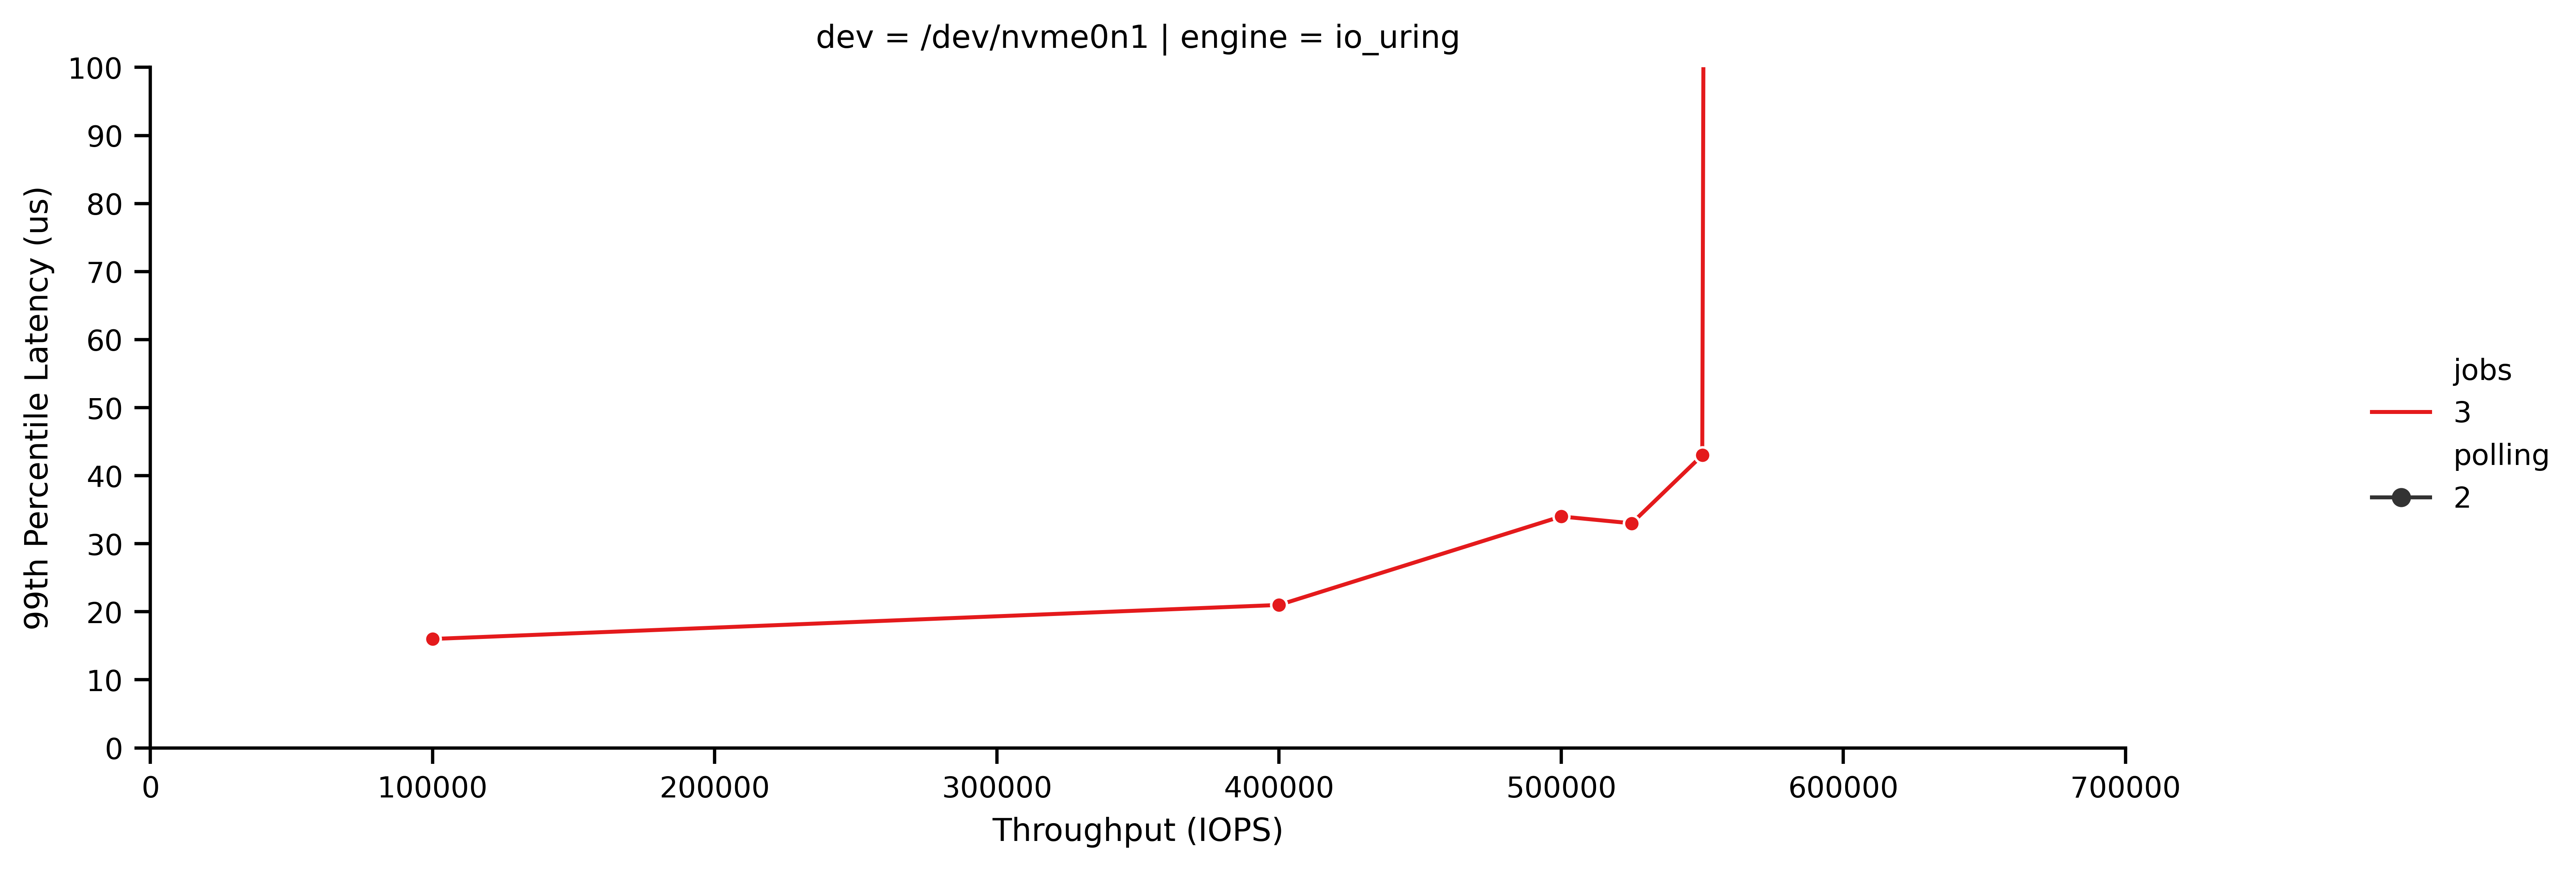 dev = /dev/nvme0n1 | engine = io_uring
100
90
80
70
60
50
40
30
20
10
0
99th Percentile Latency (us)
0 100000 200000 300000 400000 500000 600000 700000
Throughput (IOPS)
jobs
3
polling
2